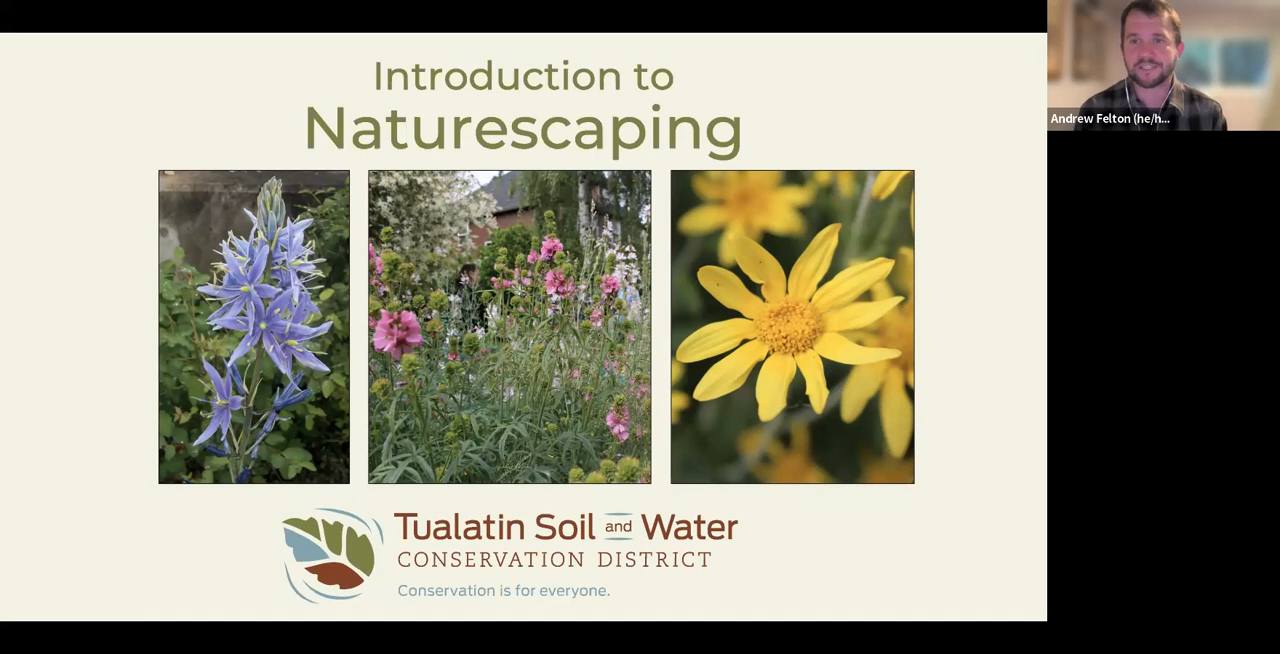 Introduction to
Naturescaping
Tualatin Soil and Water
CONSERVATION DISTRICT
Conservation is for everyone.
Andrew Felton (he/h...